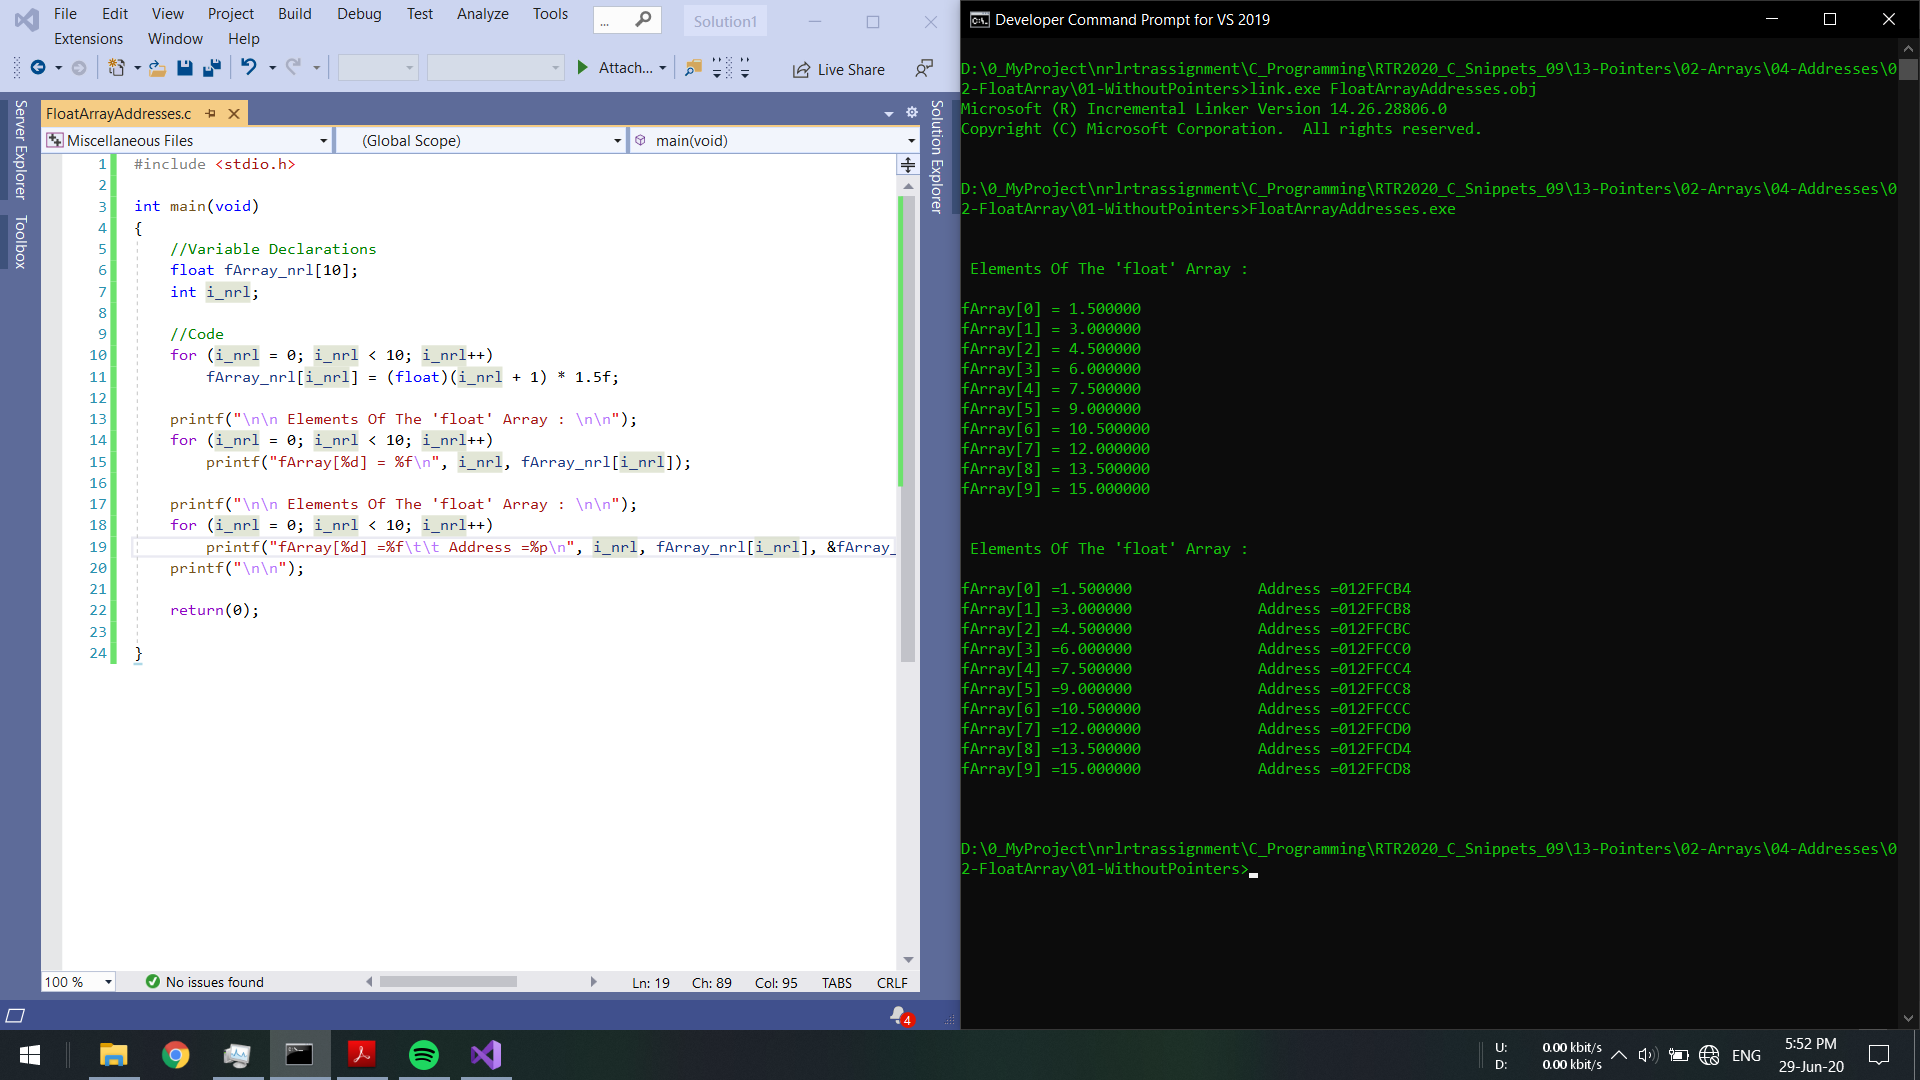 File Edit View Project Build Debug Test Analyze Tools ... Solution1
Extensions Window Help
Attach... Live Share
Server Explorer
Toolbox
FloatArrayAddresses.c
Miscellaneous Files (Global Scope) main(void)
Solution Explorer
1 #include <stdio.h>
2
3 int main(void)
4 {
5 //Variable Declarations
6 float fArray_nrl[10];
7 int i_nrl;
8
9 //Code
10 for (i_nrl = 0; i_nrl < 10; i_nrl++)
11 fArray_nrl[i_nrl] = (float)(i_nrl + 1) * 1.5f;
12
13 printf("\n\n Elements Of The 'float' Array : \n\n");
14 for (i_nrl = 0; i_nrl < 10; i_nrl++)
15 printf("fArray[%d] = %f\n", i_nrl, fArray_nrl[i_nrl]);
16
17 printf("\n\n Elements Of The 'float' Array : \n\n");
18 for (i_nrl = 0; i_nrl < 10; i_nrl++)
19 printf("fArray[%d] =%f\t\t Address =%p\n", i_nrl, fArray_nrl[i_nrl], &fArray_
20 printf("\n\n");
21
22 return(0);
23
24 }
100 % No issues found Ln: 19 Ch: 89 Col: 95 TABS CRLF
4
Developer Command Prompt for VS 2019
D:\0_MyProject\nrlrtrassignment\C_Programming\RTR2020_C_Snippets_09\13-Pointers\02-Arrays\04-Addresses\0
2-FloatArray\01-WithoutPointers>link.exe FloatArrayAddresses.obj
Microsoft (R) Incremental Linker Version 14.26.28806.0
Copyright (C) Microsoft Corporation.  All rights reserved.
D:\0_MyProject\nrlrtrassignment\C_Programming\RTR2020_C_Snippets_09\13-Pointers\02-Arrays\04-Addresses\0
2-FloatArray\01-WithoutPointers>FloatArrayAddresses.exe
Elements Of The 'float' Array :
fArray[0] = 1.500000
fArray[1] = 3.000000
fArray[2] = 4.500000
fArray[3] = 6.000000
fArray[4] = 7.500000
fArray[5] = 9.000000
fArray[6] = 10.500000
fArray[7] = 12.000000
fArray[8] = 13.500000
fArray[9] = 15.000000
Elements Of The 'float' Array :
fArray[0] =1.500000 Address =012FFCB4
fArray[1] =3.000000 Address =012FFCB8
fArray[2] =4.500000 Address =012FFCBC
fArray[3] =6.000000 Address =012FFCC0
fArray[4] =7.500000 Address =012FFCC4
fArray[5] =9.000000 Address =012FFCC8
fArray[6] =10.500000 Address =012FFCCC
fArray[7] =12.000000 Address =012FFCD0
fArray[8] =13.500000 Address =012FFCD4
fArray[9] =15.000000 Address =012FFCD8
D:\0_MyProject\nrlrtrassignment\C_Programming\RTR2020_C_Snippets_09\13-Pointers\02-Arrays\04-Addresses\0
2-FloatArray\01-WithoutPointers>
U: 0.00 kbit/s
D: 0.00 kbit/s
ENG
5:52 PM
29-Jun-20